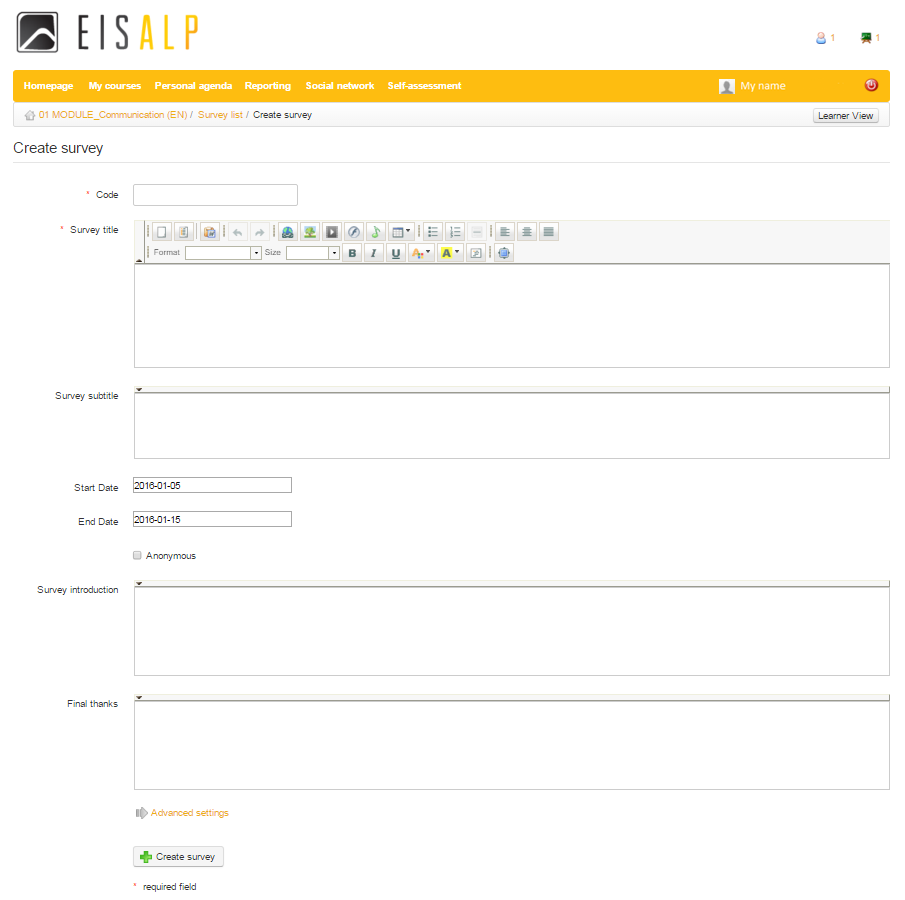 EISALP
1 1
Homepage My courses Personal agenda Reporting Social network Self-assessment My name
01 MODULE_Communication (EN) / Survey list / Create survey Learner View
Create survey
* Code
* Survey title
Format Size B I U A A
Survey subtitle
Start Date 2016-01-05
End Date 2016-01-15
Anonymous
Survey introduction
Final thanks
Advanced settings
Create survey
* required field